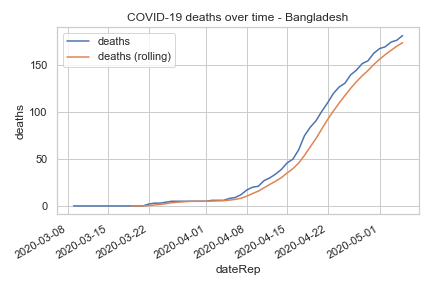 COVID-19 deaths over time - Bangladesh
deaths
deaths (rolling)
deaths
150
100
50
0
2020-03-08
2020-03-15
2020-03-22
2020-04-01
2020-04-08
2020-04-15
2020-04-22
2020-05-01
dateRep